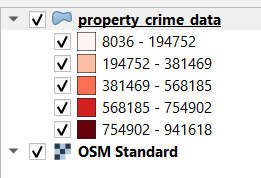 property_crime_data
8036 - 194752
194752 - 381469
381469 - 568185
568185 - 754902
754902 - 941618
OSM Standard